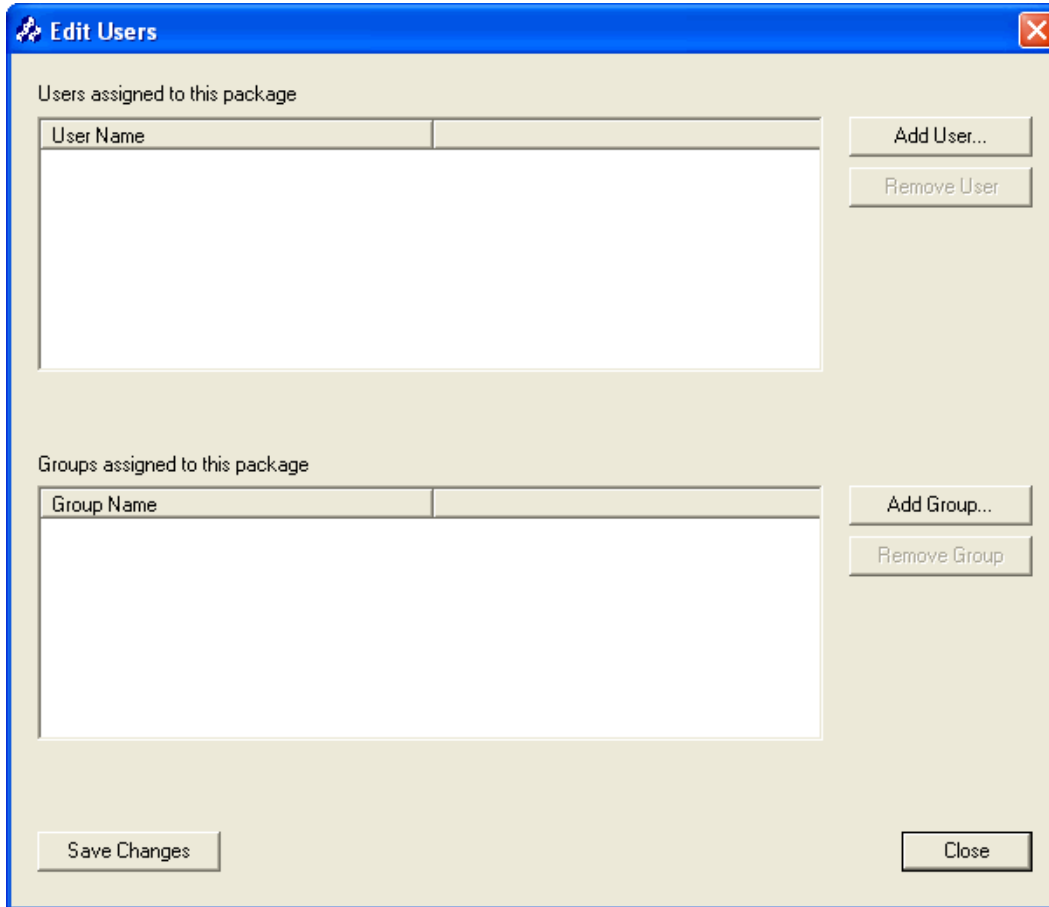 Edit Users
Users assigned to this package
User Name
Add User...
Remove User
Groups assigned to this package
Group Name
Add Group...
Remove Group
Save Changes
Close